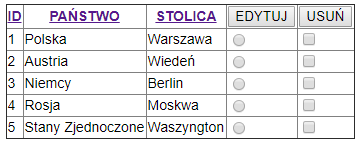 ID PAŃSTWO STOLICA EDYTUJ USUŃ
1 Polska Warszawa
2 Austria Wiedeń
3 Niemcy Berlin
4 Rosja Moskwa
5 Stany Zjednoczone Waszyngton